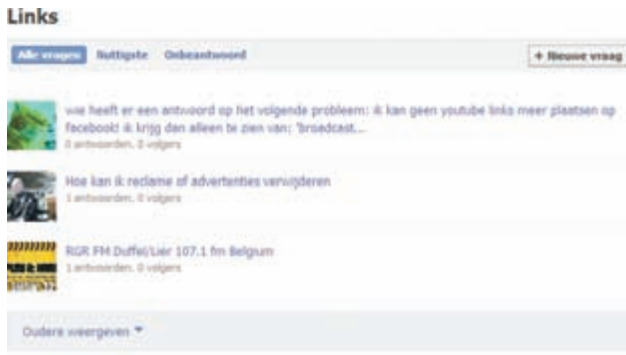 Links
Alle vragen Nuttigste Onbeantwoord + Nieuwe vraag
wie heeft er een antwoord op het volgende probleem: ik kan geen youtube links meer plaatsen op
facebook! ik krijg dan alleen te zien van: 'broadcast...
0 antwoorden, 0 volgers
Hoe kan ik reclame of advertenties verwijderen
1 antwoorden, 0 volgers
RGR FM Duffel/Lier 107.1 fm Belgium
1 antwoorden, 0 volgers
Oudere weergeven